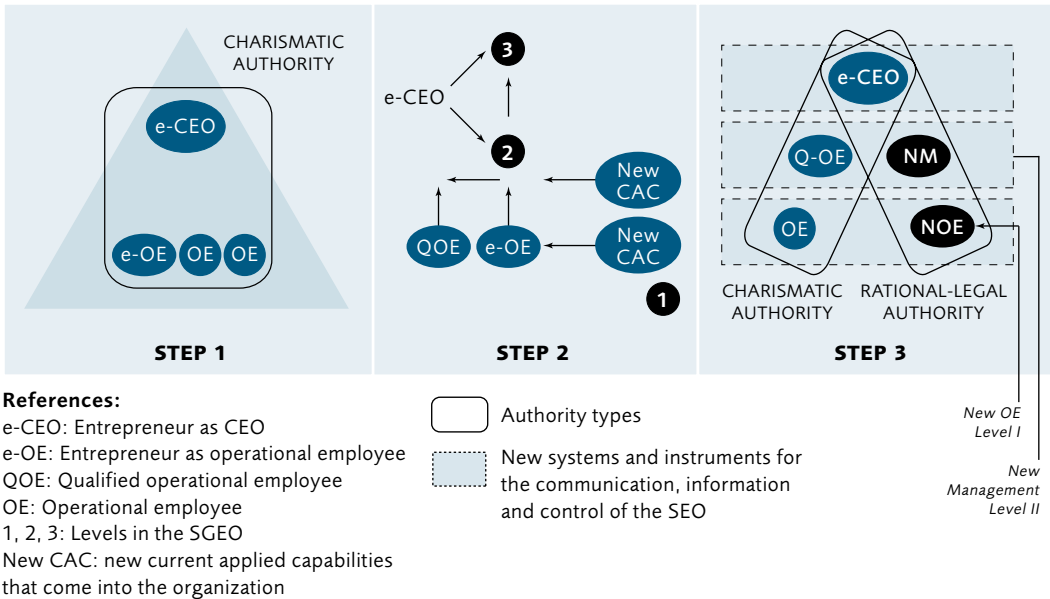 CHARISMATIC
AUTHORITY
e-CEO
e-OE
OE
OE
STEP 1
3
e-CEO
2
New
CAC
QOE
e-OE
New
CAC
1
STEP 2
e-CEO
Q-OE
NM
OE
NOE
CHARISMATIC
AUTHORITY
RATIONAL-LEGAL
AUTHORITY
STEP 3
New OE
Level I
New
Management
Level II
References:
e-CEO: Entrepreneur as CEO
e-OE: Entrepreneur as operational employee
QOE: Qualified operational employee
OE: Operational employee
1, 2, 3: Levels in the SGEO
New CAC: new current applied capabilities
that come into the organization
Authority types
New systems and instruments for
the communication, information
and control of the SEO